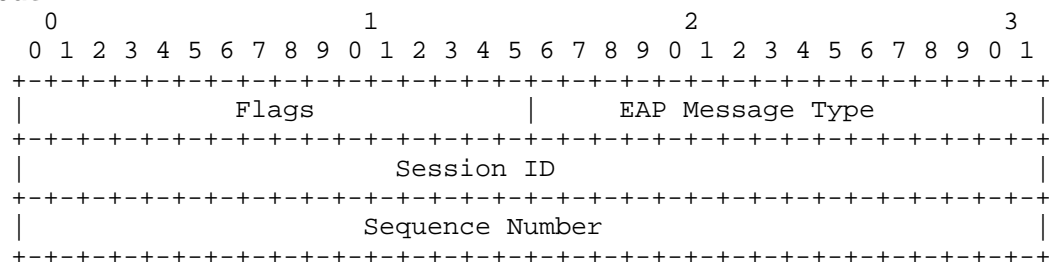 0                   1                   2                   3
 0 1 2 3 4 5 6 7 8 9 0 1 2 3 4 5 6 7 8 9 0 1 2 3 4 5 6 7 8 9 0 1
+-+-+-+-+-+-+-+-+-+-+-+-+-+-+-+-+-+-+-+-+-+-+-+-+-+-+-+-+-+-+-+-+
|             Flags             |     EAP Message Type          |
+-+-+-+-+-+-+-+-+-+-+-+-+-+-+-+-+-+-+-+-+-+-+-+-+-+-+-+-+-+-+-+-+
|                       Session ID                              |
+-+-+-+-+-+-+-+-+-+-+-+-+-+-+-+-+-+-+-+-+-+-+-+-+-+-+-+-+-+-+-+-+
|                     Sequence Number                           |
+-+-+-+-+-+-+-+-+-+-+-+-+-+-+-+-+-+-+-+-+-+-+-+-+-+-+-+-+-+-+-+-+